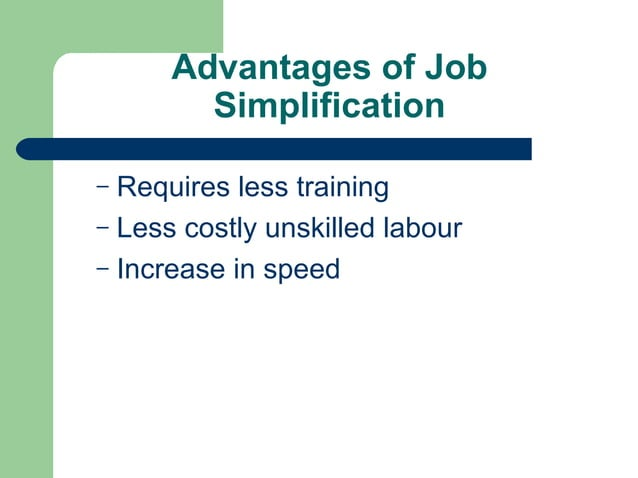 Advantages of Job
Simplification
– Requires less training
– Less costly unskilled labour
– Increase in speed